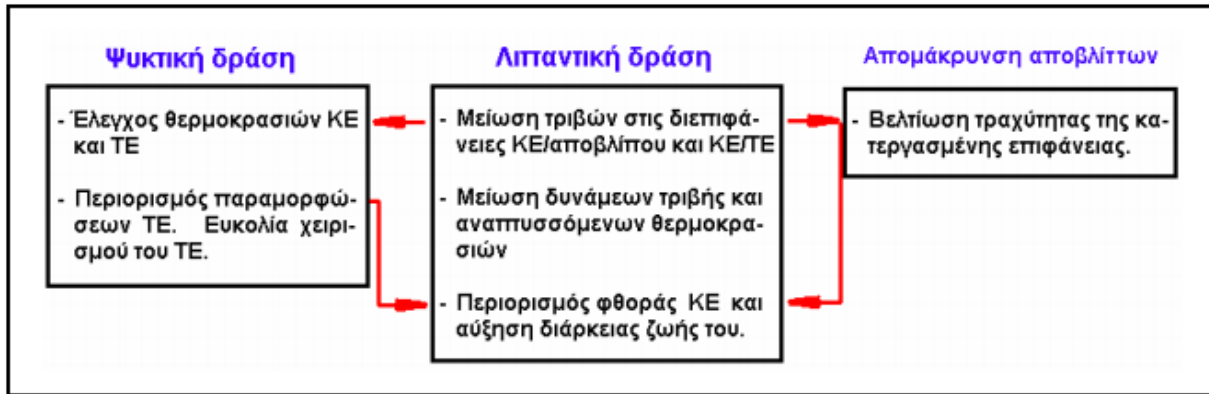 Ψυκτική δράση
- Έλεγχος θερμοκρασιών ΚΕ
και ΤΕ
- Περιορισμός παραμορφώ-
σεων ΤΕ. Ευκολία χειρι-
σμού του ΤΕ.
Λιπαντική δράση
- Μείωση τριβών στις διεπιφά-
νειες ΚΕ/αποβλίπου και ΚΕ/ΤΕ
- Μείωση δυνάμεων τριβής και
αναπτυσσόμενων θερμοκρα-
σιών
- Περιορισμός φθοράς ΚΕ και
αύξηση διάρκειας ζωής του.
Απομάκρυνση αποβλίττων
- Βελτίωση τραχύτητας της κα-
τεργασμένης επιφάνειας.